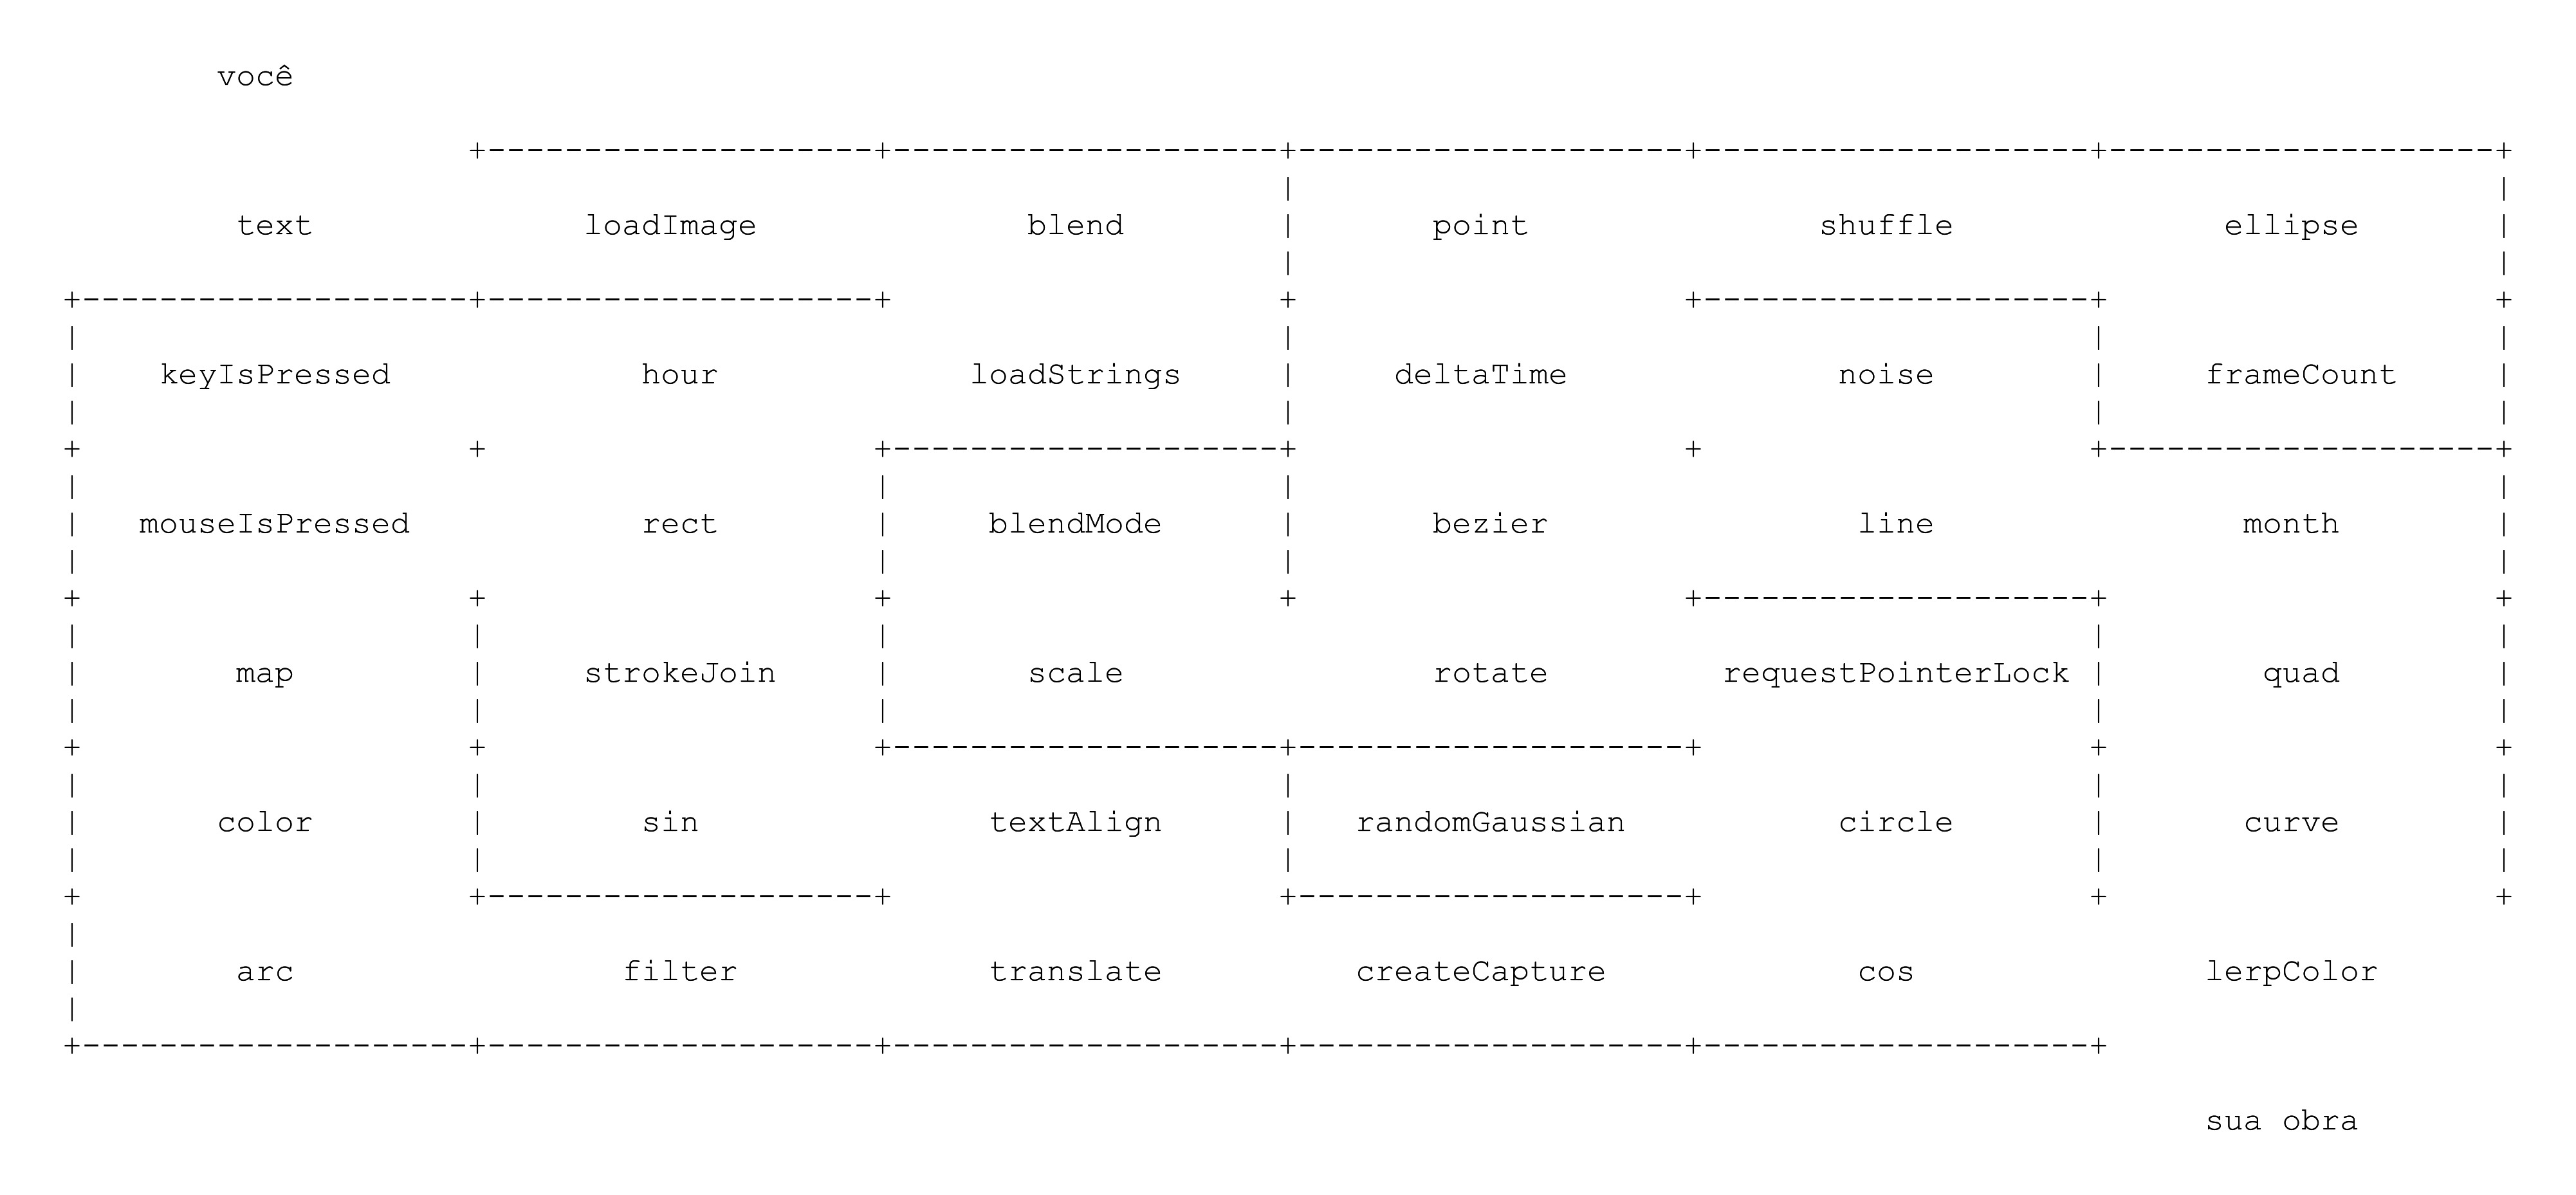 você
text loadImage blend point shuffle ellipse
keyIsPressed hour loadStrings deltaTime noise frameCount
mouseIsPressed rect blendMode bezier line month
map strokeJoin scale rotate requestPointerLock quad
color sin textAlign randomGaussian circle curve
arc filter translate createCapture cos lerpColor
sua obra